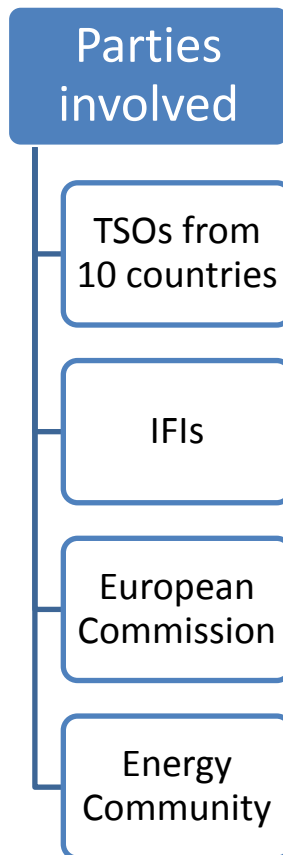 Parties
involved
TSOs from
10 countries
IFIs
European
Commission
Energy
Community